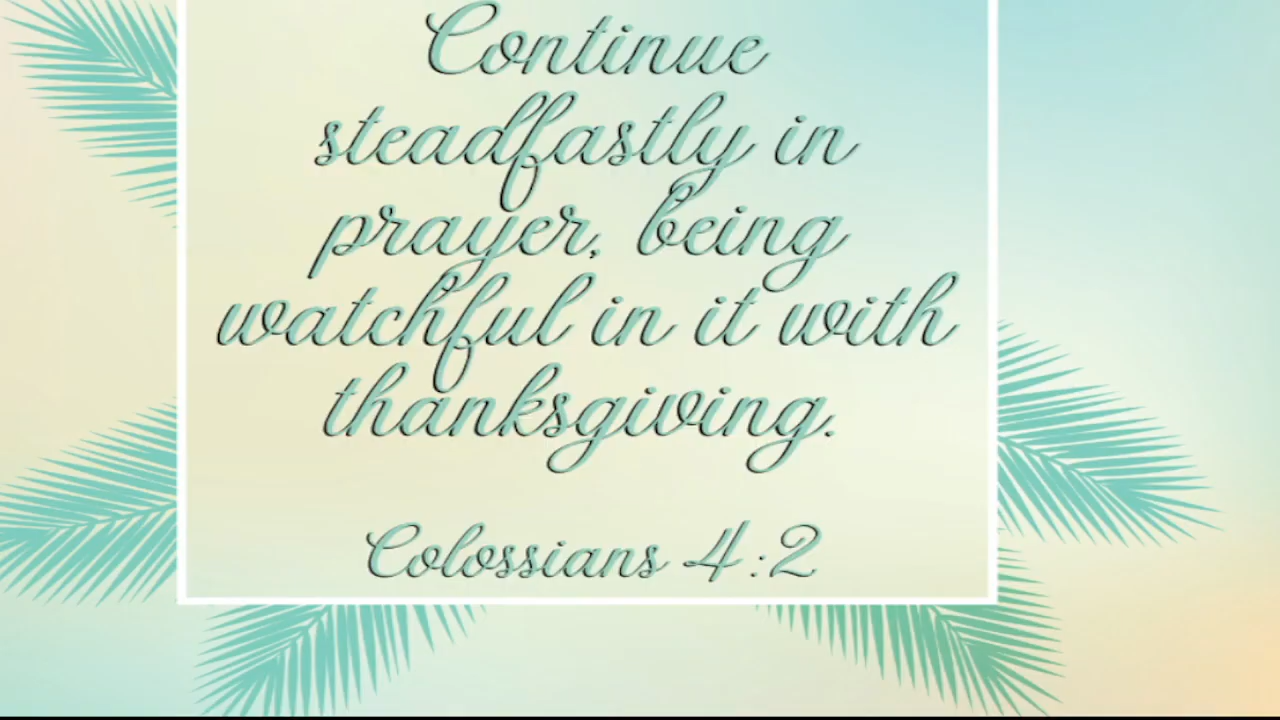 Continue
steadfastly in
prayer, being
watchful in it with
thanksgiving.
Colossians 4:2